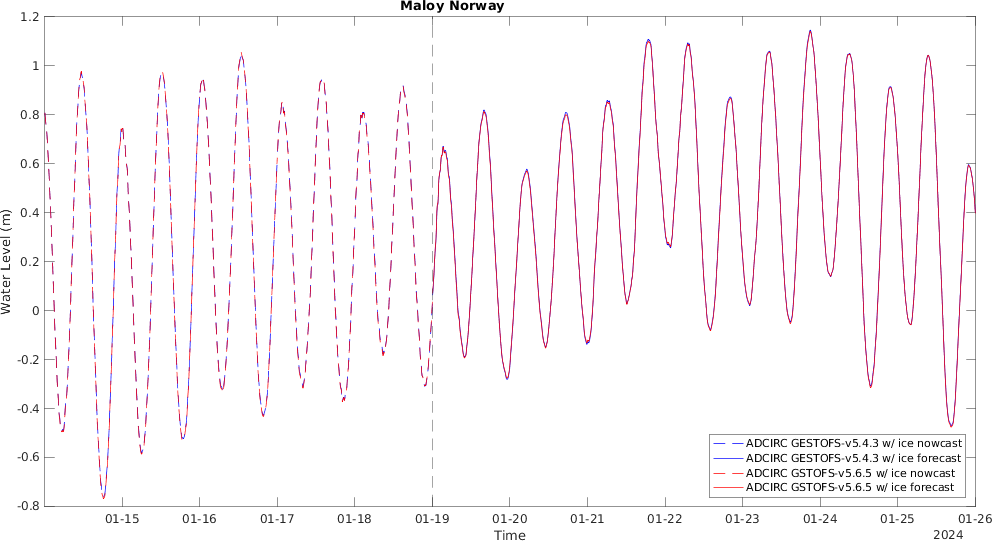 Maloy Norway
1.2
1
0.8
0.6
0.4
0.2
0
-0.2
-0.4
-0.6
-0.8
Water Level (m)
ADCIRC GESTOFS-v5.4.3 w/ ice nowcast
ADCIRC GESTOFS-v5.4.3 w/ ice forecast
ADCIRC GSTOFS-v5.6.5 w/ ice nowcast
ADCIRC GSTOFS-v5.6.5 w/ ice forecast
01-15 01-16 01-17 01-18 01-19 01-20 01-21 01-22 01-23 01-24 01-25 01-26
Time
2024